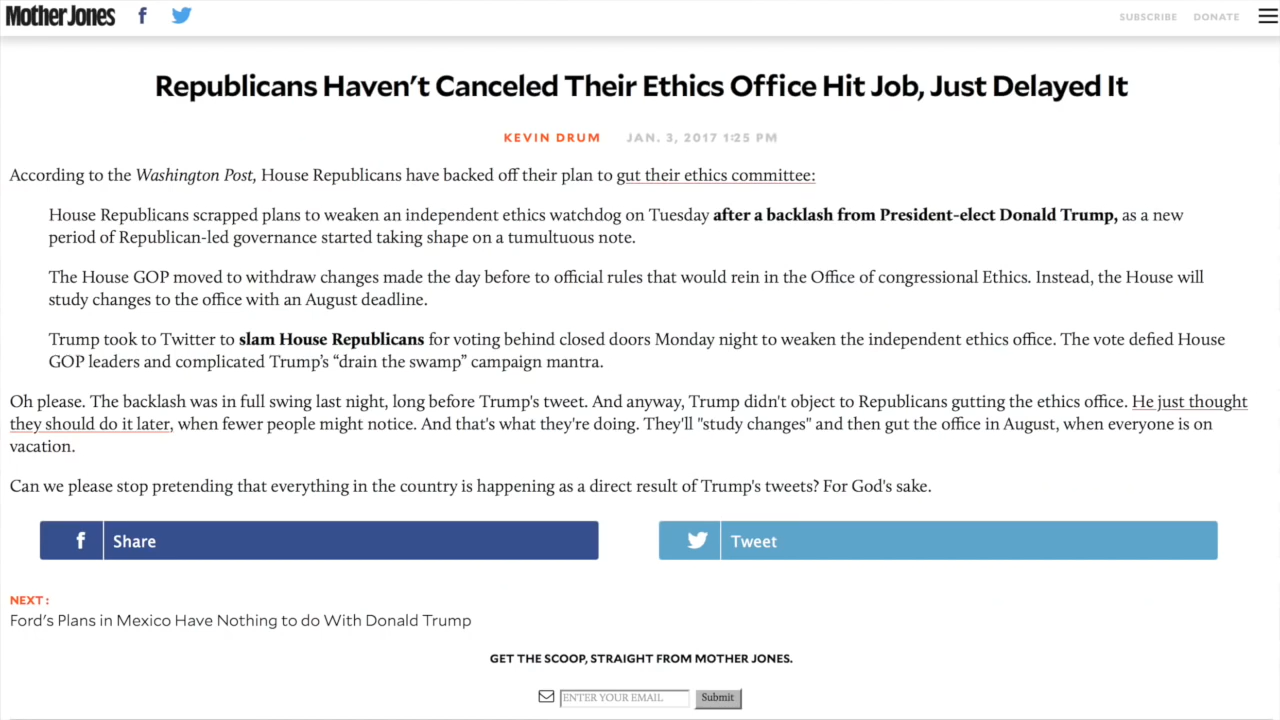 Mother Jones
SUBSCRIBE DONATE
Republicans Haven't Canceled Their Ethics Office Hit Job, Just Delayed It
KEVIN DRUM JAN. 3, 2017 1:25 PM
According to the Washington Post, House Republicans have backed off their plan to gut their ethics committee:
House Republicans scrapped plans to weaken an independent ethics watchdog on Tuesday after a backlash from President-elect Donald Trump, as a new
period of Republican-led governance started taking shape on a tumultuous note.
The House GOP moved to withdraw changes made the day before to official rules that would rein in the Office of congressional Ethics. Instead, the House will
study changes to the office with an August deadline.
Trump took to Twitter to slam House Republicans for voting behind closed doors Monday night to weaken the independent ethics office. The vote defied House
GOP leaders and complicated Trump's “drain the swamp” campaign mantra.
Oh please. The backlash was in full swing last night, long before Trump's tweet. And anyway, Trump didn't object to Republicans gutting the ethics office. He just thought
they should do it later, when fewer people might notice. And that's what they're doing. They'll "study changes" and then gut the office in August, when everyone is on
vacation.
Can we please stop pretending that everything in the country is happening as a direct result of Trump's tweets? For God's sake.
Share
Tweet
NEXT :
Ford's Plans in Mexico Have Nothing to do With Donald Trump
GET THE SCOOP, STRAIGHT FROM MOTHER JONES.
ENTER YOUR EMAIL Submit